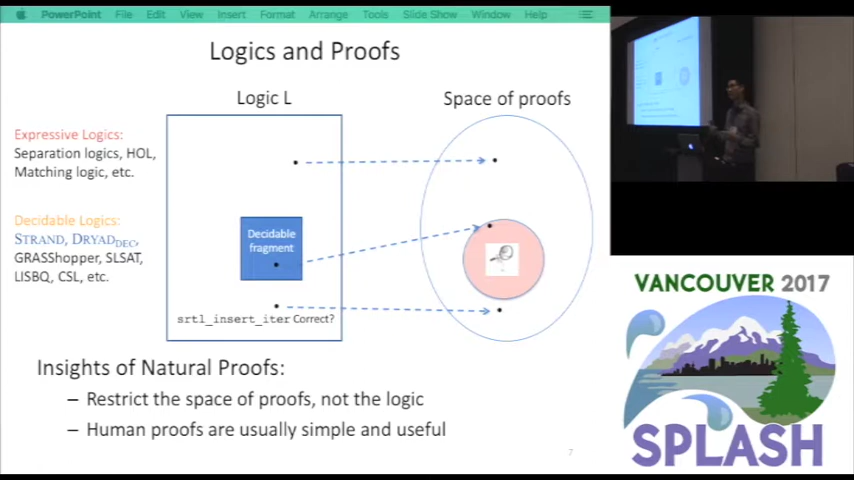 PowerPoint File Edit View Insert Format Arrange Tools Slide Show Window Help
Logics and Proofs
Logic L
Space of proofs
Expressive Logics:
Separation logics, HOL,
Matching logic, etc.
Decidable Logics:
STRAND, DRYADDEC,
GRASShopper, SLSAT,
LISBQ, CSL, etc.
Decidable
fragment
srtl_insert_iter Correct?
Insights of Natural Proofs:
– Restrict the space of proofs, not the logic
– Human proofs are usually simple and useful
7
VANCOUVER 2017
SPLASH